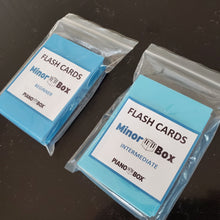 FLASH CARDS
Minor Box
BEGINNER
PIANO BOX
FLASH CARDS
Minor Box
INTERMEDIATE
PIANO BOX